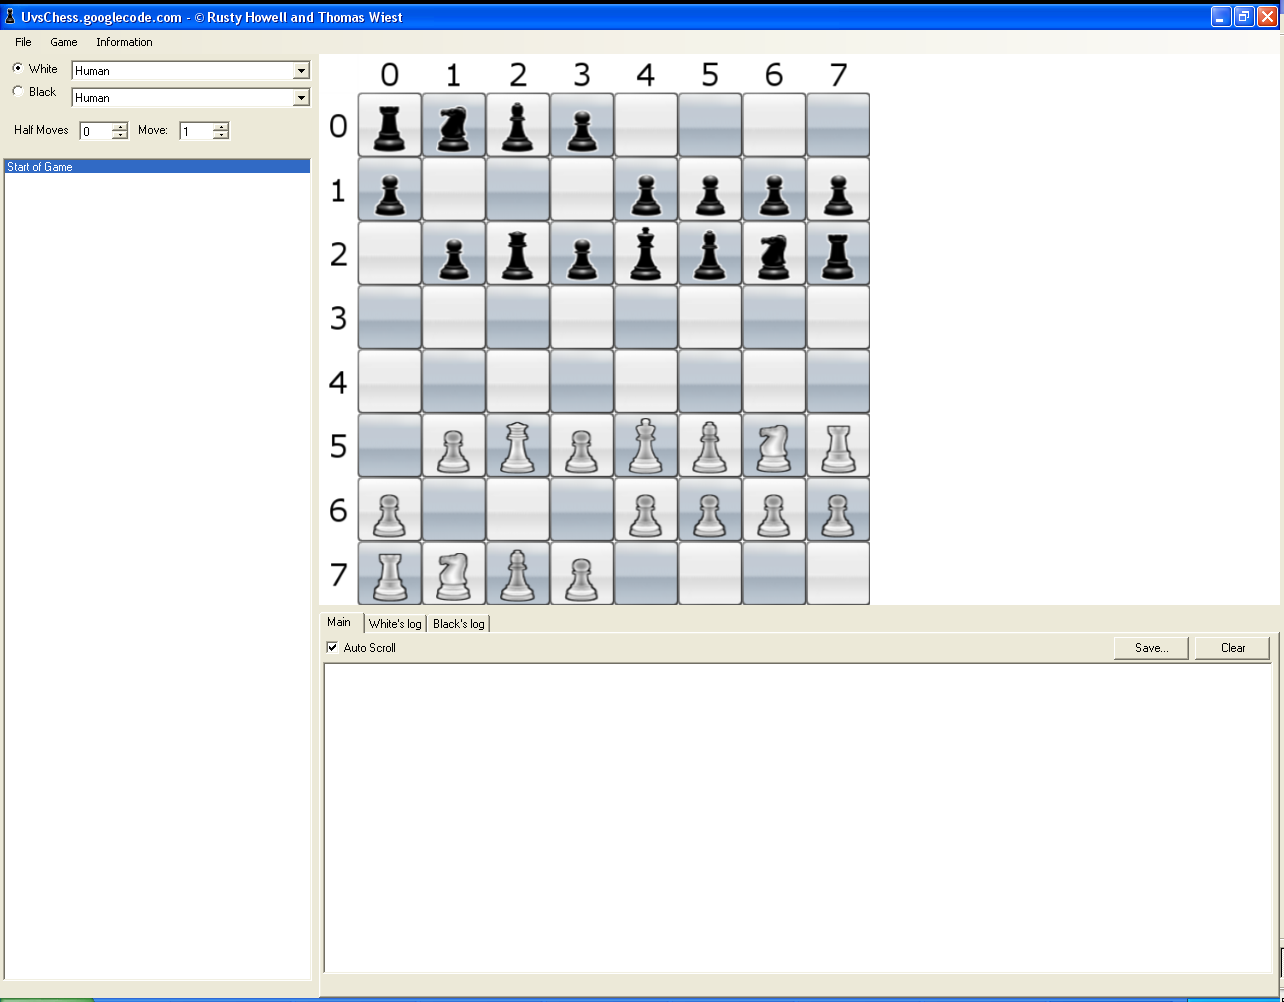 UvsChess.googlecode.com - © Rusty Howell and Thomas Wiest
File Game Information
White Human
Black Human
Half Moves 0 Move: 1
Start of Game
0 1 2 3 4 5 6 7
0
1
2
3
4
5
6
7
Main White's log Black's log
Auto Scroll Save... Clear